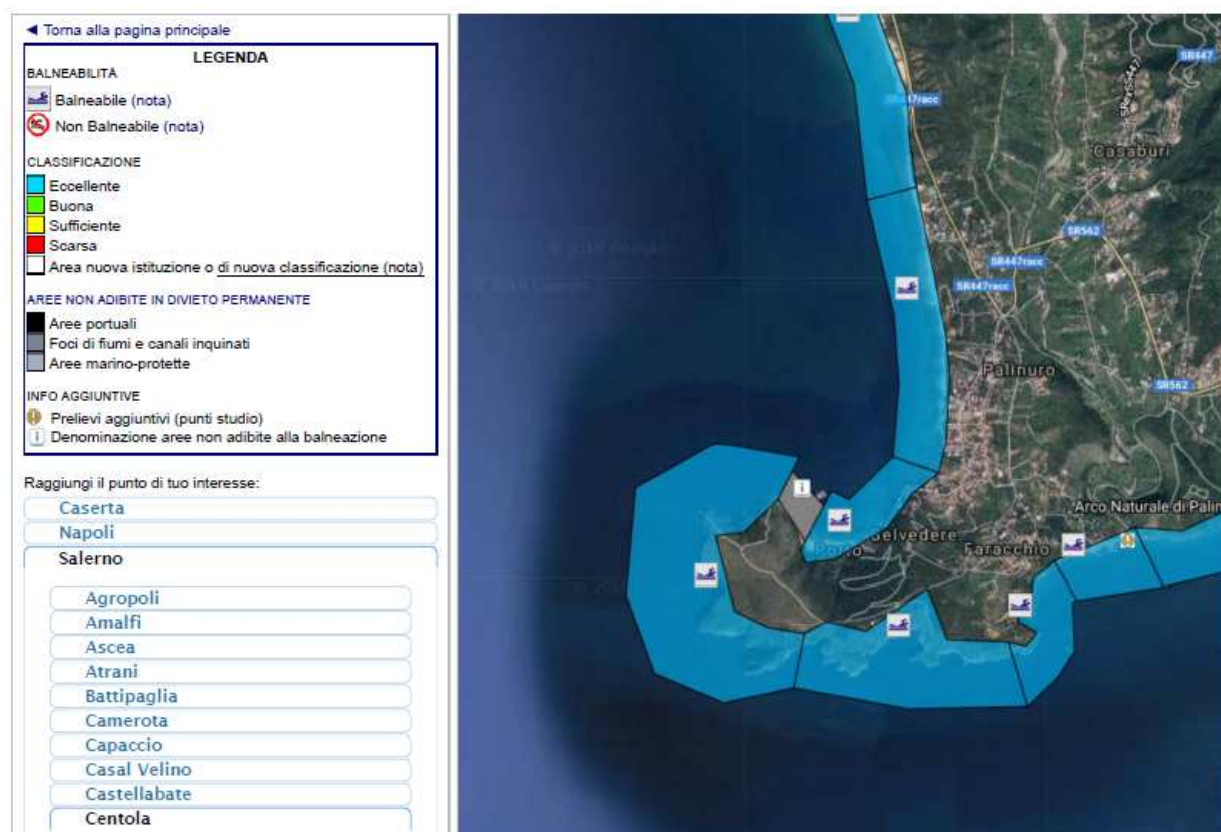 ◄ Torna alla pagina principale
LEGENDA
BALNEABILITÀ
Balneabile (nota)
Non Balneabile (nota)
CLASSIFICAZIONE
Eccellente
Buona
Sufficiente
Scarsa
Area nuova istituzione o di nuova classificazione (nota)
AREE NON ADIBITE IN DIVIETO PERMANENTE
Aree portuali
Foci di fiumi e canali inquinati
Aree marino-protette
INFO AGGIUNTIVE
Prelievi aggiuntivi (punti studio)
i Denominazione aree non adibite alla balneazione
Raggiungi il punto di tuo interesse:
Caserta
Napoli
Salerno
Agropoli
Amalfi
Ascea
Atrani
Battipaglia
Camerota
Capaccio
Casal Velino
Castellabate
Centola
SR447
SR447racc
Casaburi
SR562
SR447racc
SR447racc
Palinuro
SR562
i
Arco Naturale di Palin
Porto
Belvedere
Faracchio